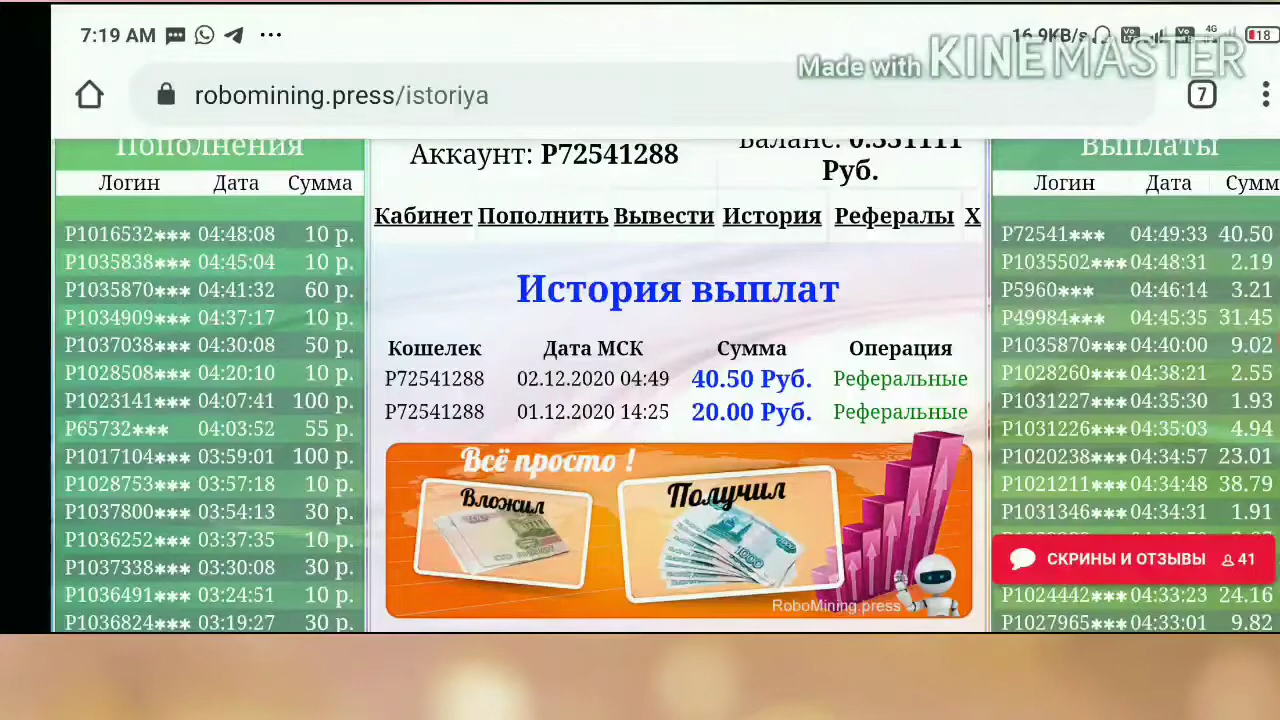 7:19 AM
16.9KB/s 4G 18
Made with KINEMASTER
robomining.press/istoriya
7
Пополнения
Логин Дата Сумма
P1016532*** 04:48:08 10 р.
P1035838*** 04:45:04 10 р.
P1035870*** 04:41:32 60 р.
P1034909*** 04:37:17 10 р.
P1037038*** 04:30:08 50 р.
P1028508*** 04:20:10 10 р.
P1023141*** 04:07:41 100 р.
P65732*** 04:03:52 55 р.
P1017104*** 03:59:01 100 р.
P1028753*** 03:57:18 10 р.
P1037800*** 03:54:13 30 р.
P1036252*** 03:37:35 10 р.
P1037338*** 03:30:08 30 р.
P1036491*** 03:24:51 10 р.
P1036824*** 03:19:27 30 р.
Аккаунт: P72541288
Баланс: 0.331111
Руб.
Кабинет Пополнить Вывести История Рефералы X
История выплат
Кошелек Дата МСК Сумма Операция
P72541288 02.12.2020 04:49 40.50 Руб. Реферальные
P72541288 01.12.2020 14:25 20.00 Руб. Реферальные
Всё просто !
Вложил
Получил
RoboMining.press
Выплаты
Логин Дата Сумм
P72541*** 04:49:33 40.50
P1035502*** 04:48:31 2.19
P5960*** 04:46:14 3.21
P49984*** 04:45:35 31.45
P1035870*** 04:40:00 9.02
P1028260*** 04:38:21 2.55
P1031227*** 04:35:30 1.93
P1031226*** 04:35:03 4.94
P1020238*** 04:34:57 23.01
P1021211*** 04:34:48 38.79
P1031346*** 04:34:31 1.91
СКРИНЫ И ОТЗЫВЫ 41
P1024442*** 04:33:23 24.16
P1027965*** 04:33:01 9.82